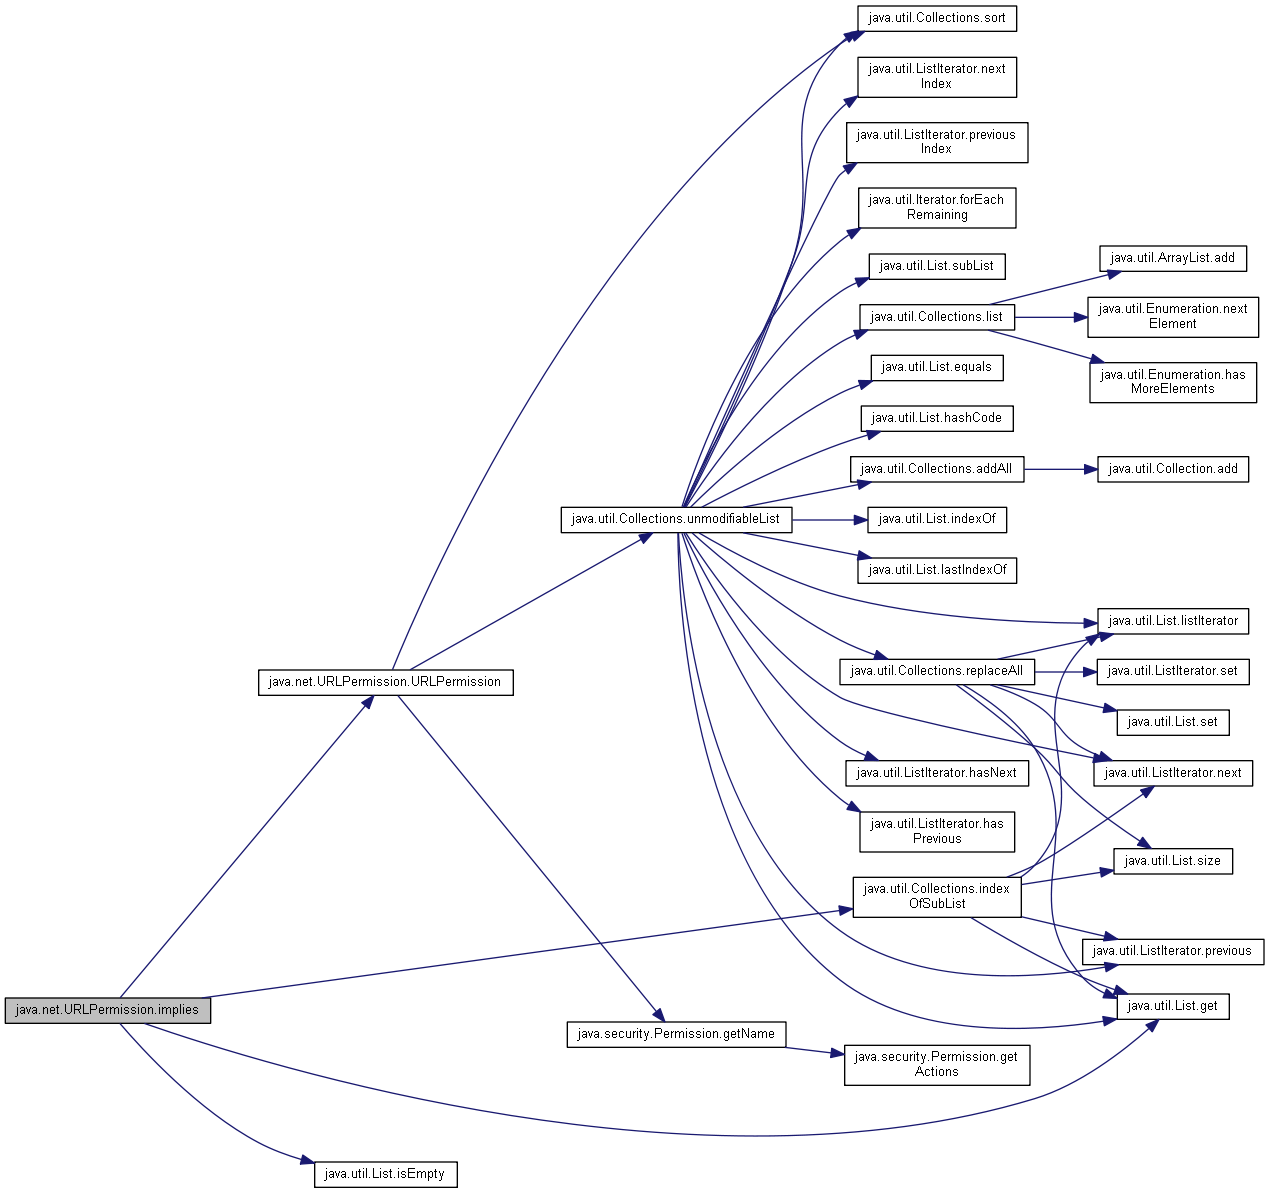 java.util.Collections.sort
java.util.ListIterator.next
Index
java.util.ListIterator.previous
Index
java.util.Iterator.forEach
Remaining
java.util.List.subList
java.util.ArrayList.add
java.util.Collections.list
java.util.Enumeration.next
Element
java.util.List.equals
java.util.Enumeration.has
MoreElements
java.util.List.hashCode
java.util.Collections.addAll
java.util.Collection.add
java.util.Collections.unmodifiableList
java.util.List.indexOf
java.util.List.lastIndexOf
java.util.List.listIterator
java.net.URLPermission.URLPermission
java.util.Collections.replaceAll
java.util.ListIterator.set
java.util.List.set
java.util.ListIterator.hasNext
java.util.ListIterator.next
java.util.ListIterator.has
Previous
java.util.List.size
java.util.Collections.index
OfSubList
java.util.ListIterator.previous
java.net.URLPermission.implies
java.util.List.get
java.security.Permission.getName
java.security.Permission.get
Actions
java.util.List.isEmpty